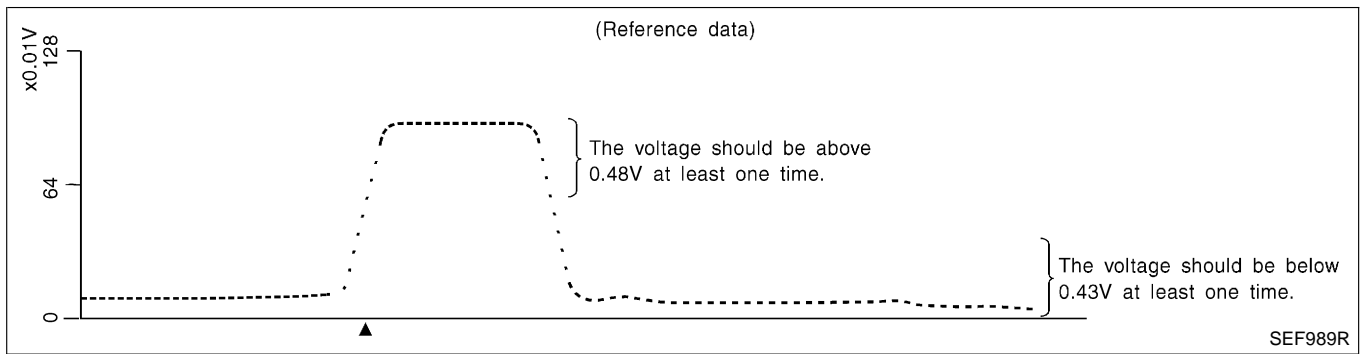 (Reference data)
x0.01V
128
64
0
The voltage should be above
0.48V at least one time.
The voltage should be below
0.43V at least one time.
SEF989R